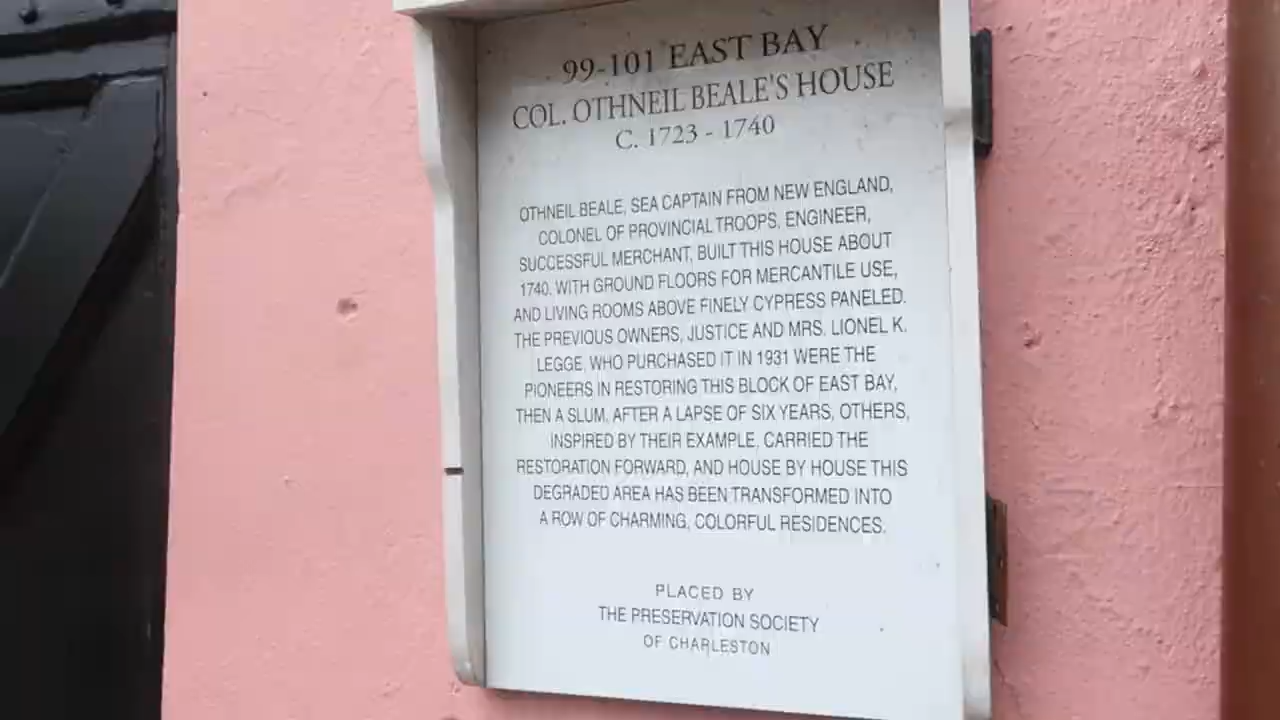 99-101 EAST BAY
COL. OTHNEIL BEALE'S HOUSE
C. 1723 - 1740
OTHNEIL BEALE, SEA CAPTAIN FROM NEW ENGLAND,
COLONEL OF PROVINCIAL TROOPS, ENGINEER,
SUCCESSFUL MERCHANT, BUILT THIS HOUSE ABOUT
1740, WITH GROUND FLOORS FOR MERCANTILE USE,
AND LIVING ROOMS ABOVE FINELY CYPRESS PANELED.
THE PREVIOUS OWNERS, JUSTICE AND MRS. LIONEL K.
LEGGE, WHO PURCHASED IT IN 1931 WERE THE
PIONEERS IN RESTORING THIS BLOCK OF EAST BAY,
THEN A SLUM. AFTER A LAPSE OF SIX YEARS, OTHERS,
INSPIRED BY THEIR EXAMPLE, CARRIED THE
RESTORATION FORWARD, AND HOUSE BY HOUSE THIS
DEGRADED AREA HAS BEEN TRANSFORMED INTO
A ROW OF CHARMING, COLORFUL RESIDENCES.
PLACED BY
THE PRESERVATION SOCIETY
OF CHARLESTON